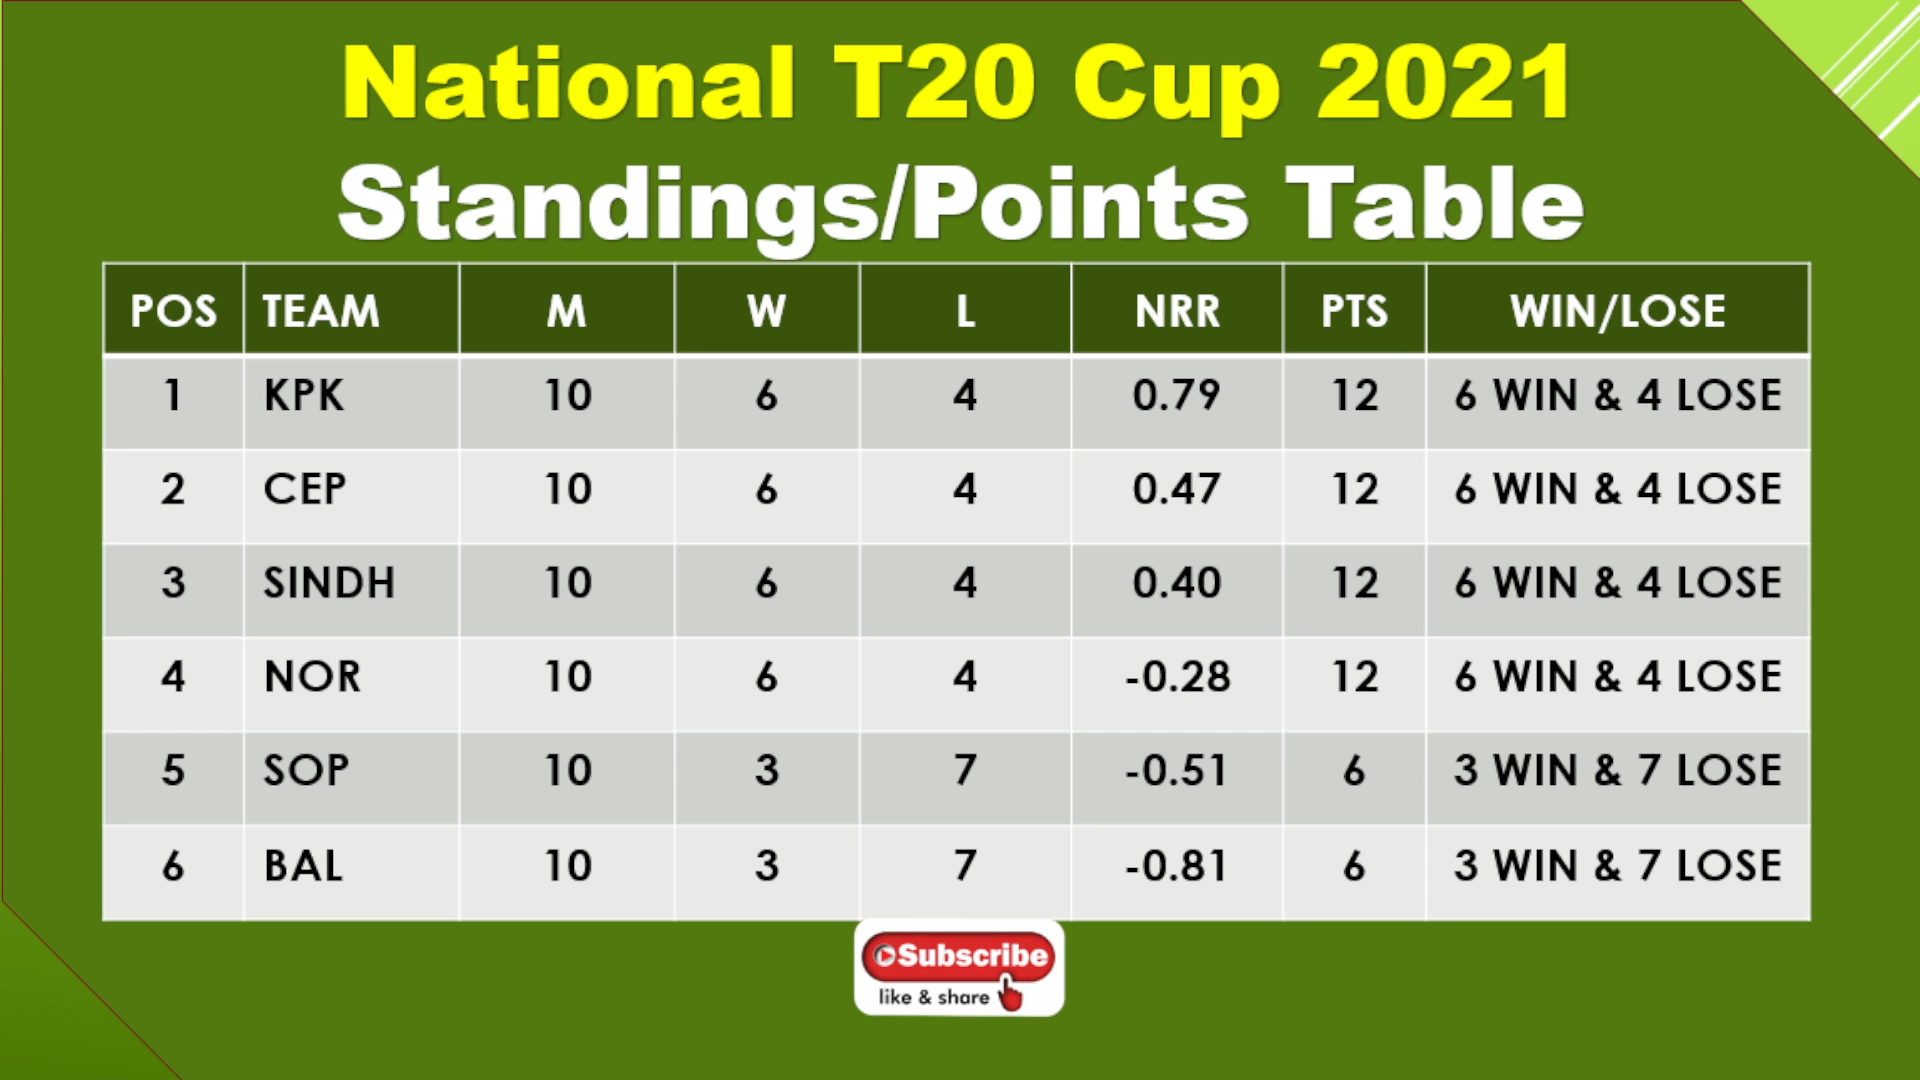 National T20 Cup 2021
Standings/Points Table
POS TEAM M W L NRR PTS WIN/LOSE
1 KPK 10 6 4 0.79 12 6 WIN & 4 LOSE
2 CEP 10 6 4 0.47 12 6 WIN & 4 LOSE
3 SINDH 10 6 4 0.40 12 6 WIN & 4 LOSE
4 NOR 10 6 4 -0.28 12 6 WIN & 4 LOSE
5 SOP 10 3 7 -0.51 6 3 WIN & 7 LOSE
6 BAL 10 3 7 -0.81 6 3 WIN & 7 LOSE
Subscribe
like & share